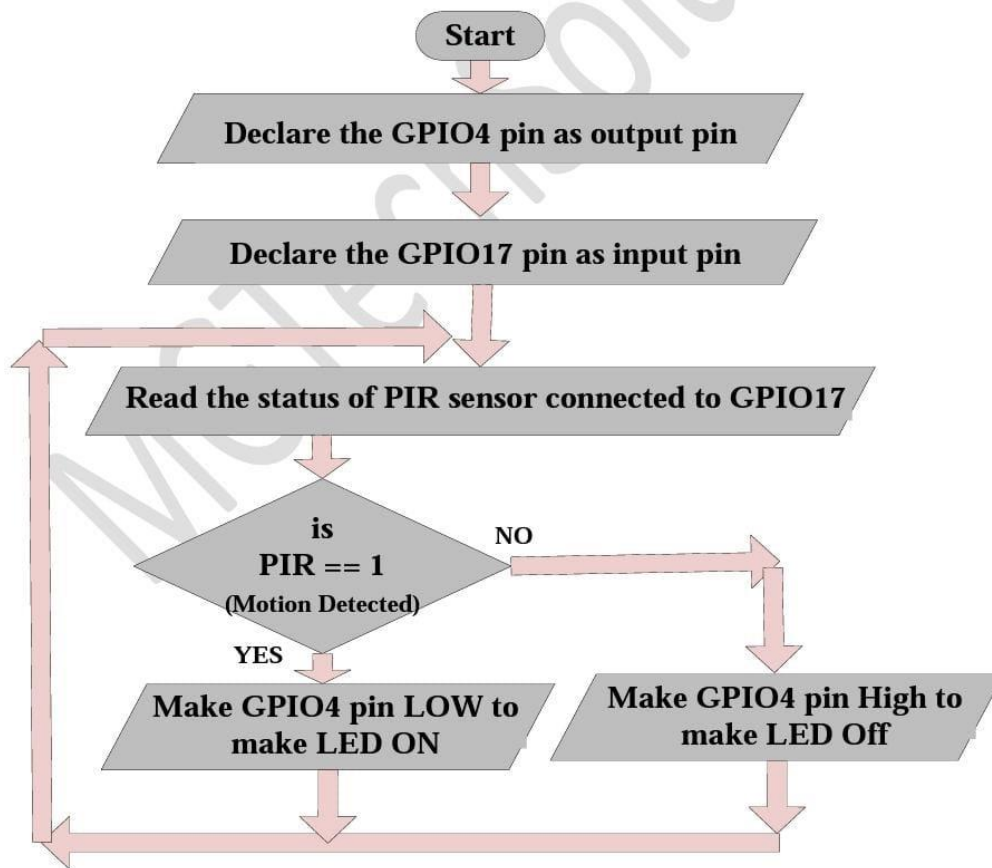 Start
Declare the GPIO4 pin as output pin
Declare the GPIO17 pin as input pin
Read the status of PIR sensor connected to GPIO17
is
PIR == 1
(Motion Detected)
NO
YES
Make GPIO4 pin LOW to
make LED ON
Make GPIO4 pin High to
make LED Off